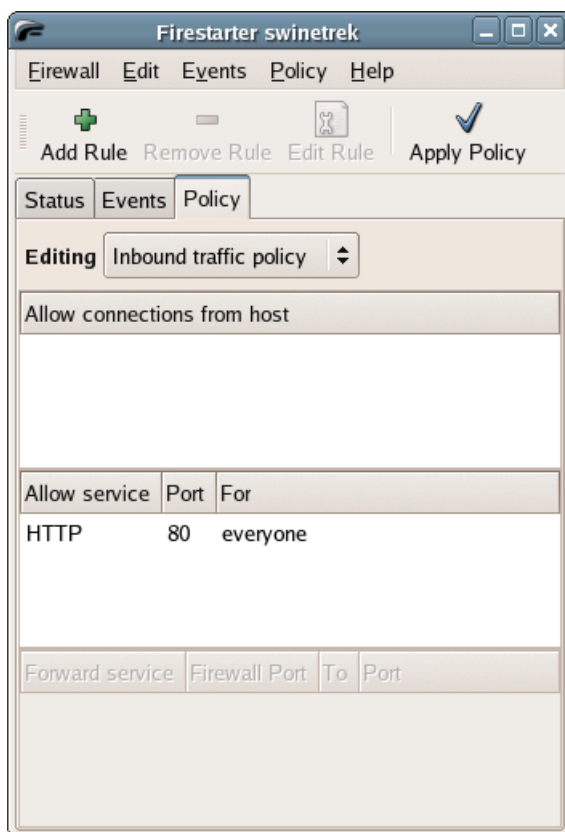 Firestarter swinetrek
Firewall Edit Events Policy Help
Add Rule Remove Rule Edit Rule Apply Policy
Status Events Policy
Editing Inbound traffic policy
Allow connections from host
Allow service Port For
HTTP 80 everyone
Forward service Firewall Port To Port